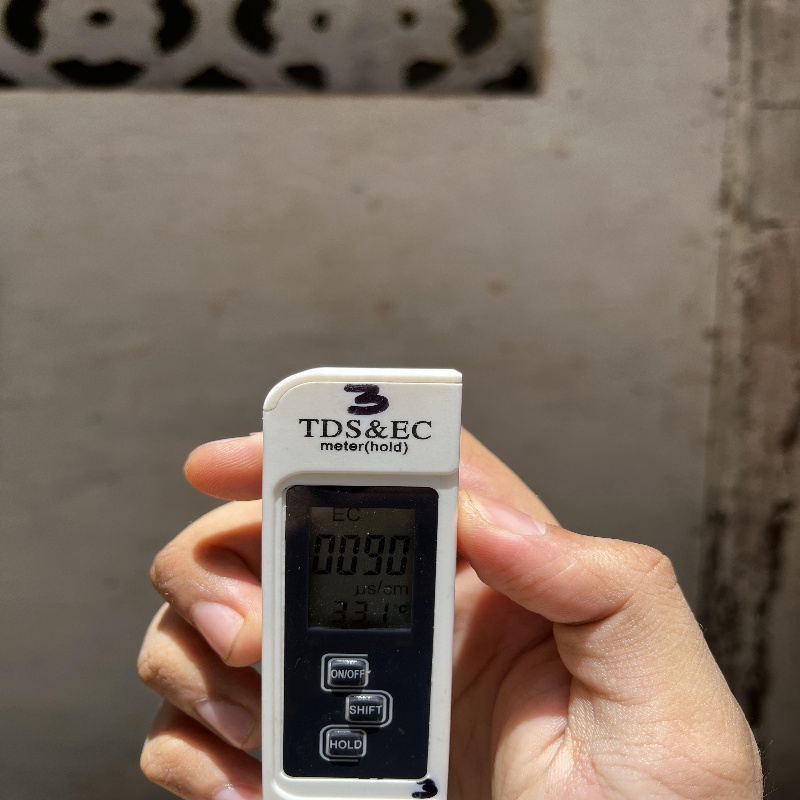 3
TDS&EC
meter(hold)
EC
0090
µs/cm
33.1 °C
ON/OFF
SHIFT
HOLD
3